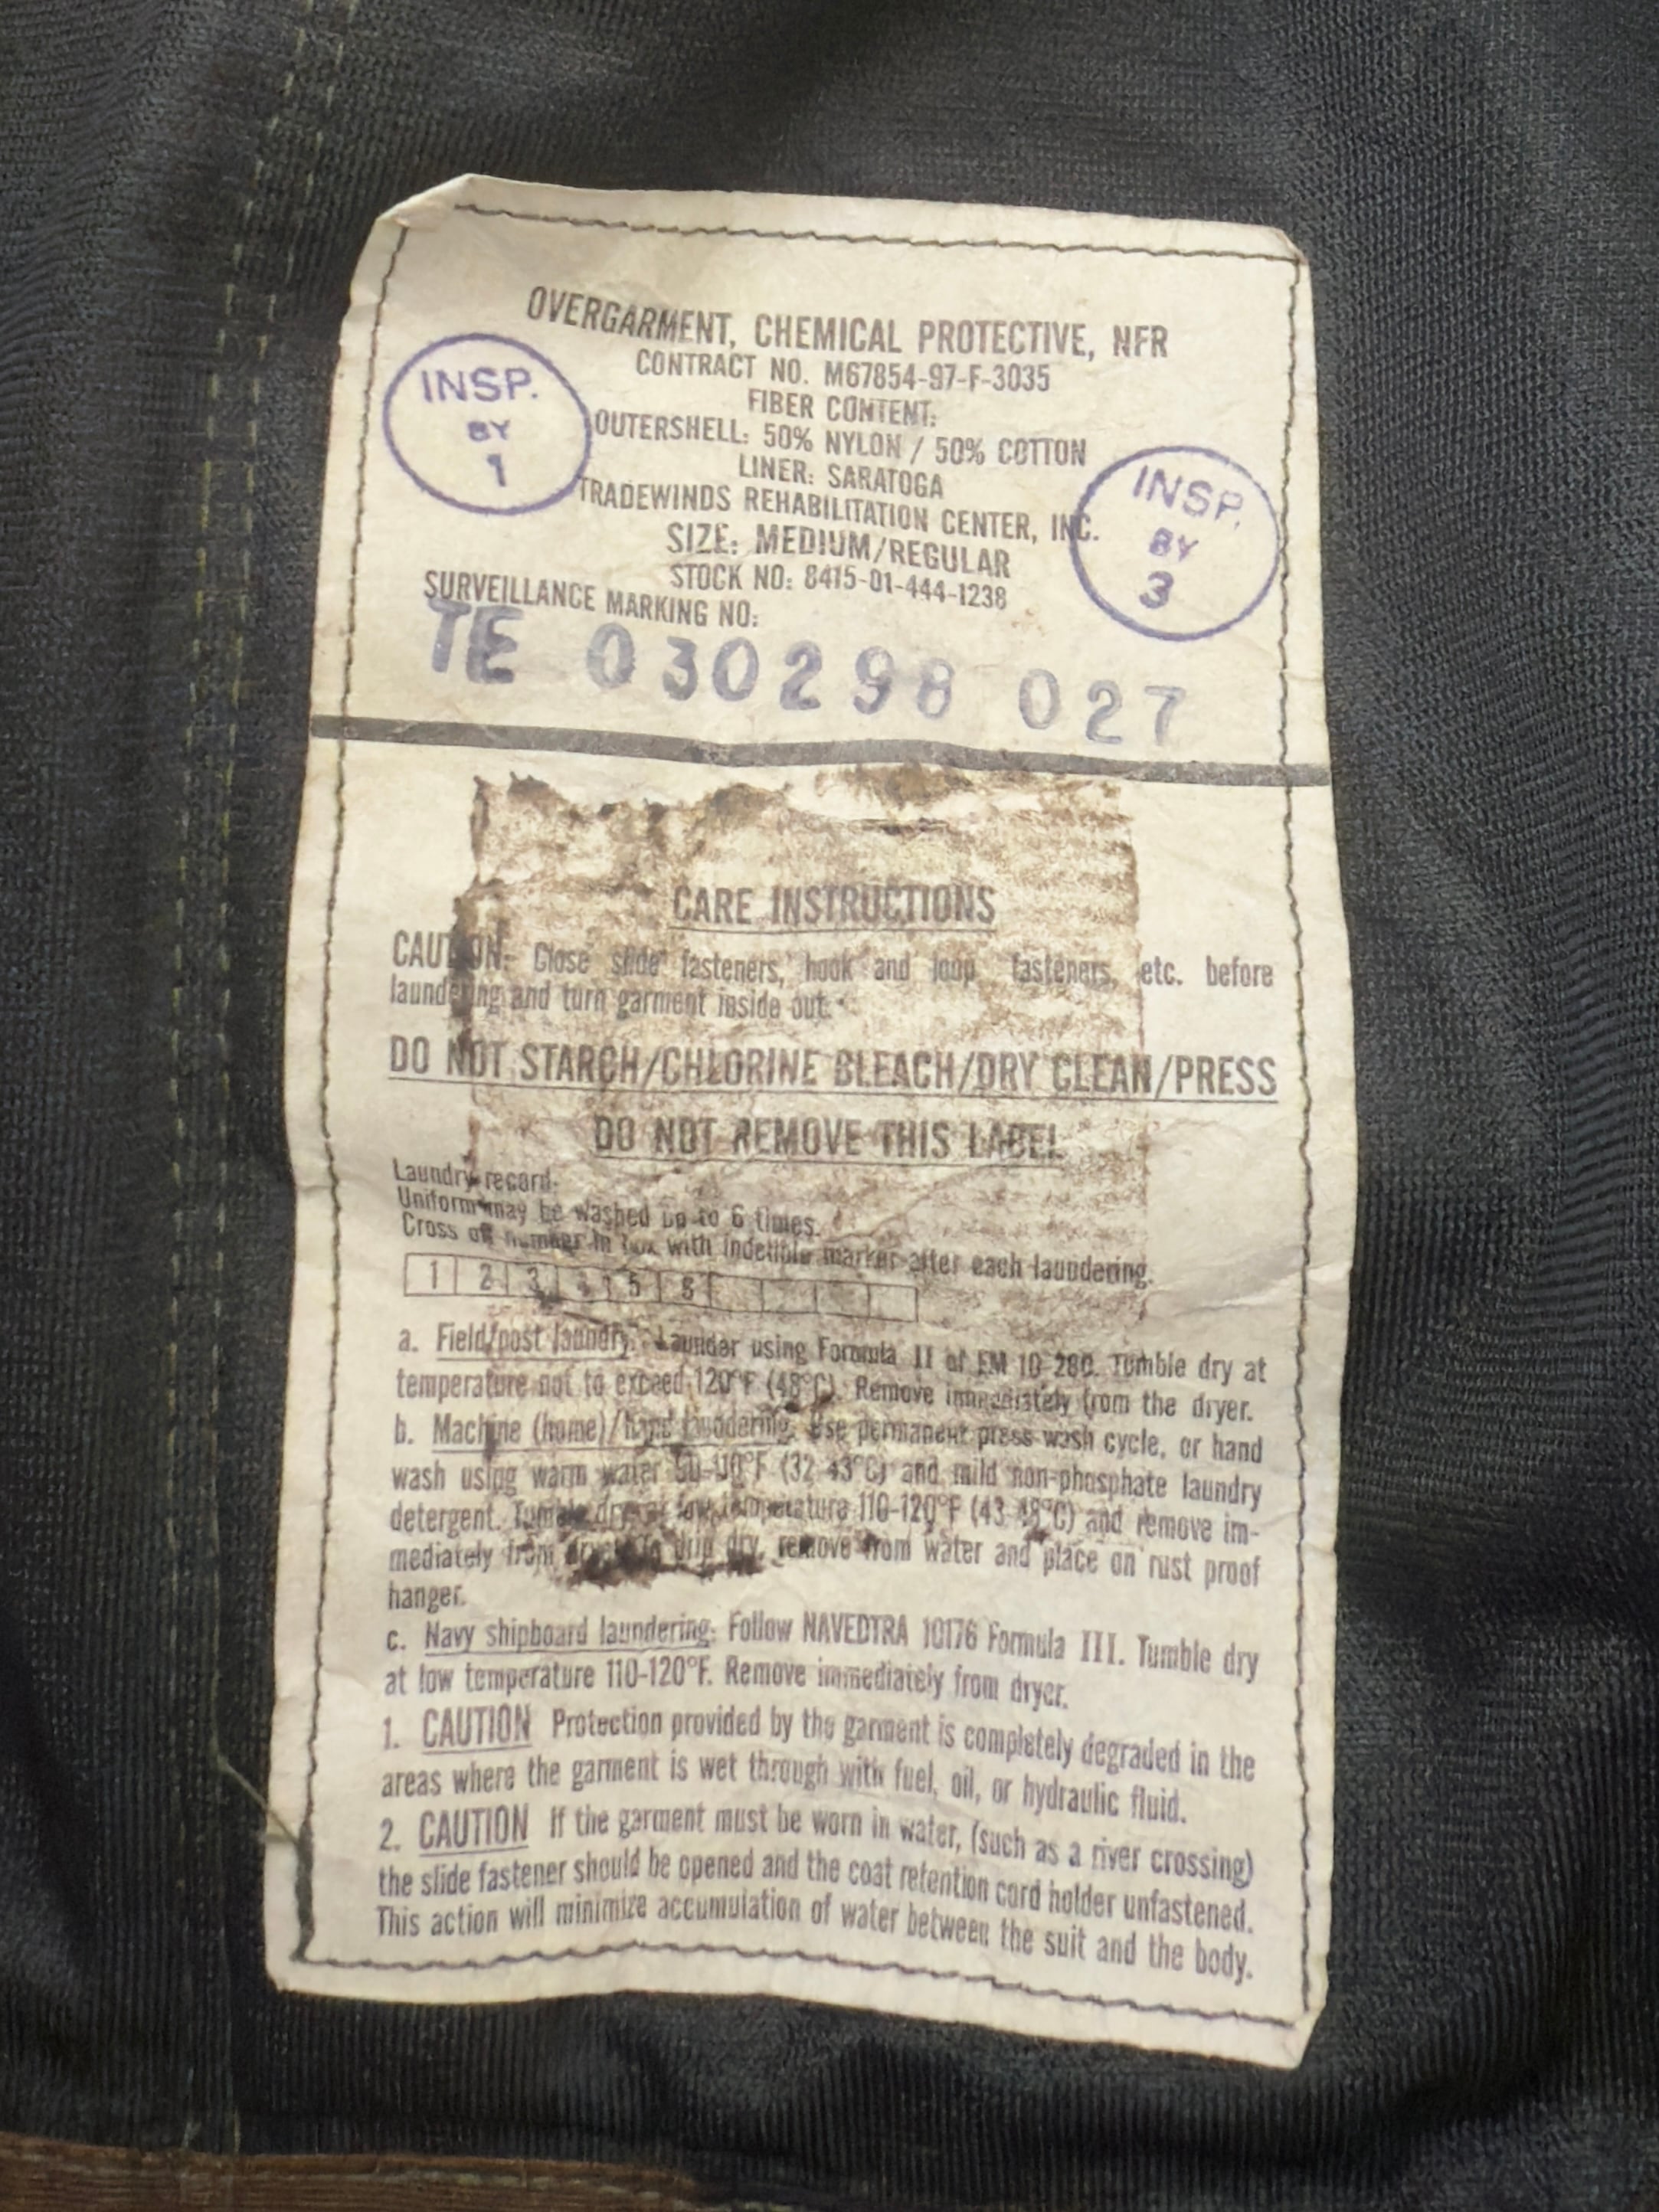 OVERGARMENT, CHEMICAL PROTECTIVE, NFR
CONTRACT NO. M67854-97-F-3035
INSP.
BY
1
FIBER CONTENT:
OUTERSHELL: 50% NYLON / 50% COTTON
LINER: SARATOGA
TRADEWINDS REHABILITATION CENTER, INC.
INSP.
BY
3
SIZE: MEDIUM/REGULAR
STOCK NO: 8415-01-444-1238
SURVEILLANCE MARKING NO:
TE 030298 027
CARE INSTRUCTIONS
CAUTION: Close slide fasteners, hook and loop fasteners, etc. before
laundering and turn garment inside out.
DO NOT STARCH/CHLORINE BLEACH/DRY CLEAN/PRESS
DO NOT REMOVE THIS LABEL
Laundry record.
Uniform may be washed up to 6 times.
Cross off number in box with indelible marker after each laundering.
1 2 3 4 5 6
a. Field/post laundry. Launder using Formula II of FM 10-280. Tumble dry at
temperature not to exceed 120°F (48°C). Remove immediately from the dryer.
b. Machine (home)/hand laundering. Use permanent press wash cycle, or hand
wash using warm water (32-43°C) and mild non-phosphate laundry
detergent. Tumble dry at low temperature 110-120°F (43-48°C) and remove im-
mediately from drip dry, remove from water and place on rust proof
hanger.
c. Navy shipboard laundering: Follow NAVEDTRA 10176 Formula III. Tumble dry
at low temperature 110-120°F. Remove immediately from dryer.
1. CAUTION Protection provided by the garment is completely degraded in the
areas where the garment is wet through with fuel, oil, or hydraulic fluid.
2. CAUTION If the garment must be worn in water, (such as a river crossing)
the slide fastener should be opened and the coat retention cord holder unfastened.
This action will minimize accumulation of water between the suit and the body.